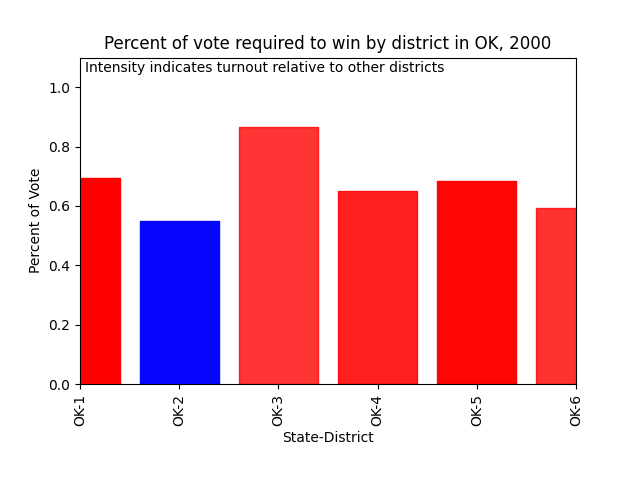 Percent of vote required to win by district in OK, 2000
Intensity indicates turnout relative to other districts
1.0
0.8
0.6
0.4
0.2
0.0
Percent of Vote
OK-1
OK-2
OK-3
OK-4
OK-5
OK-6
State-District